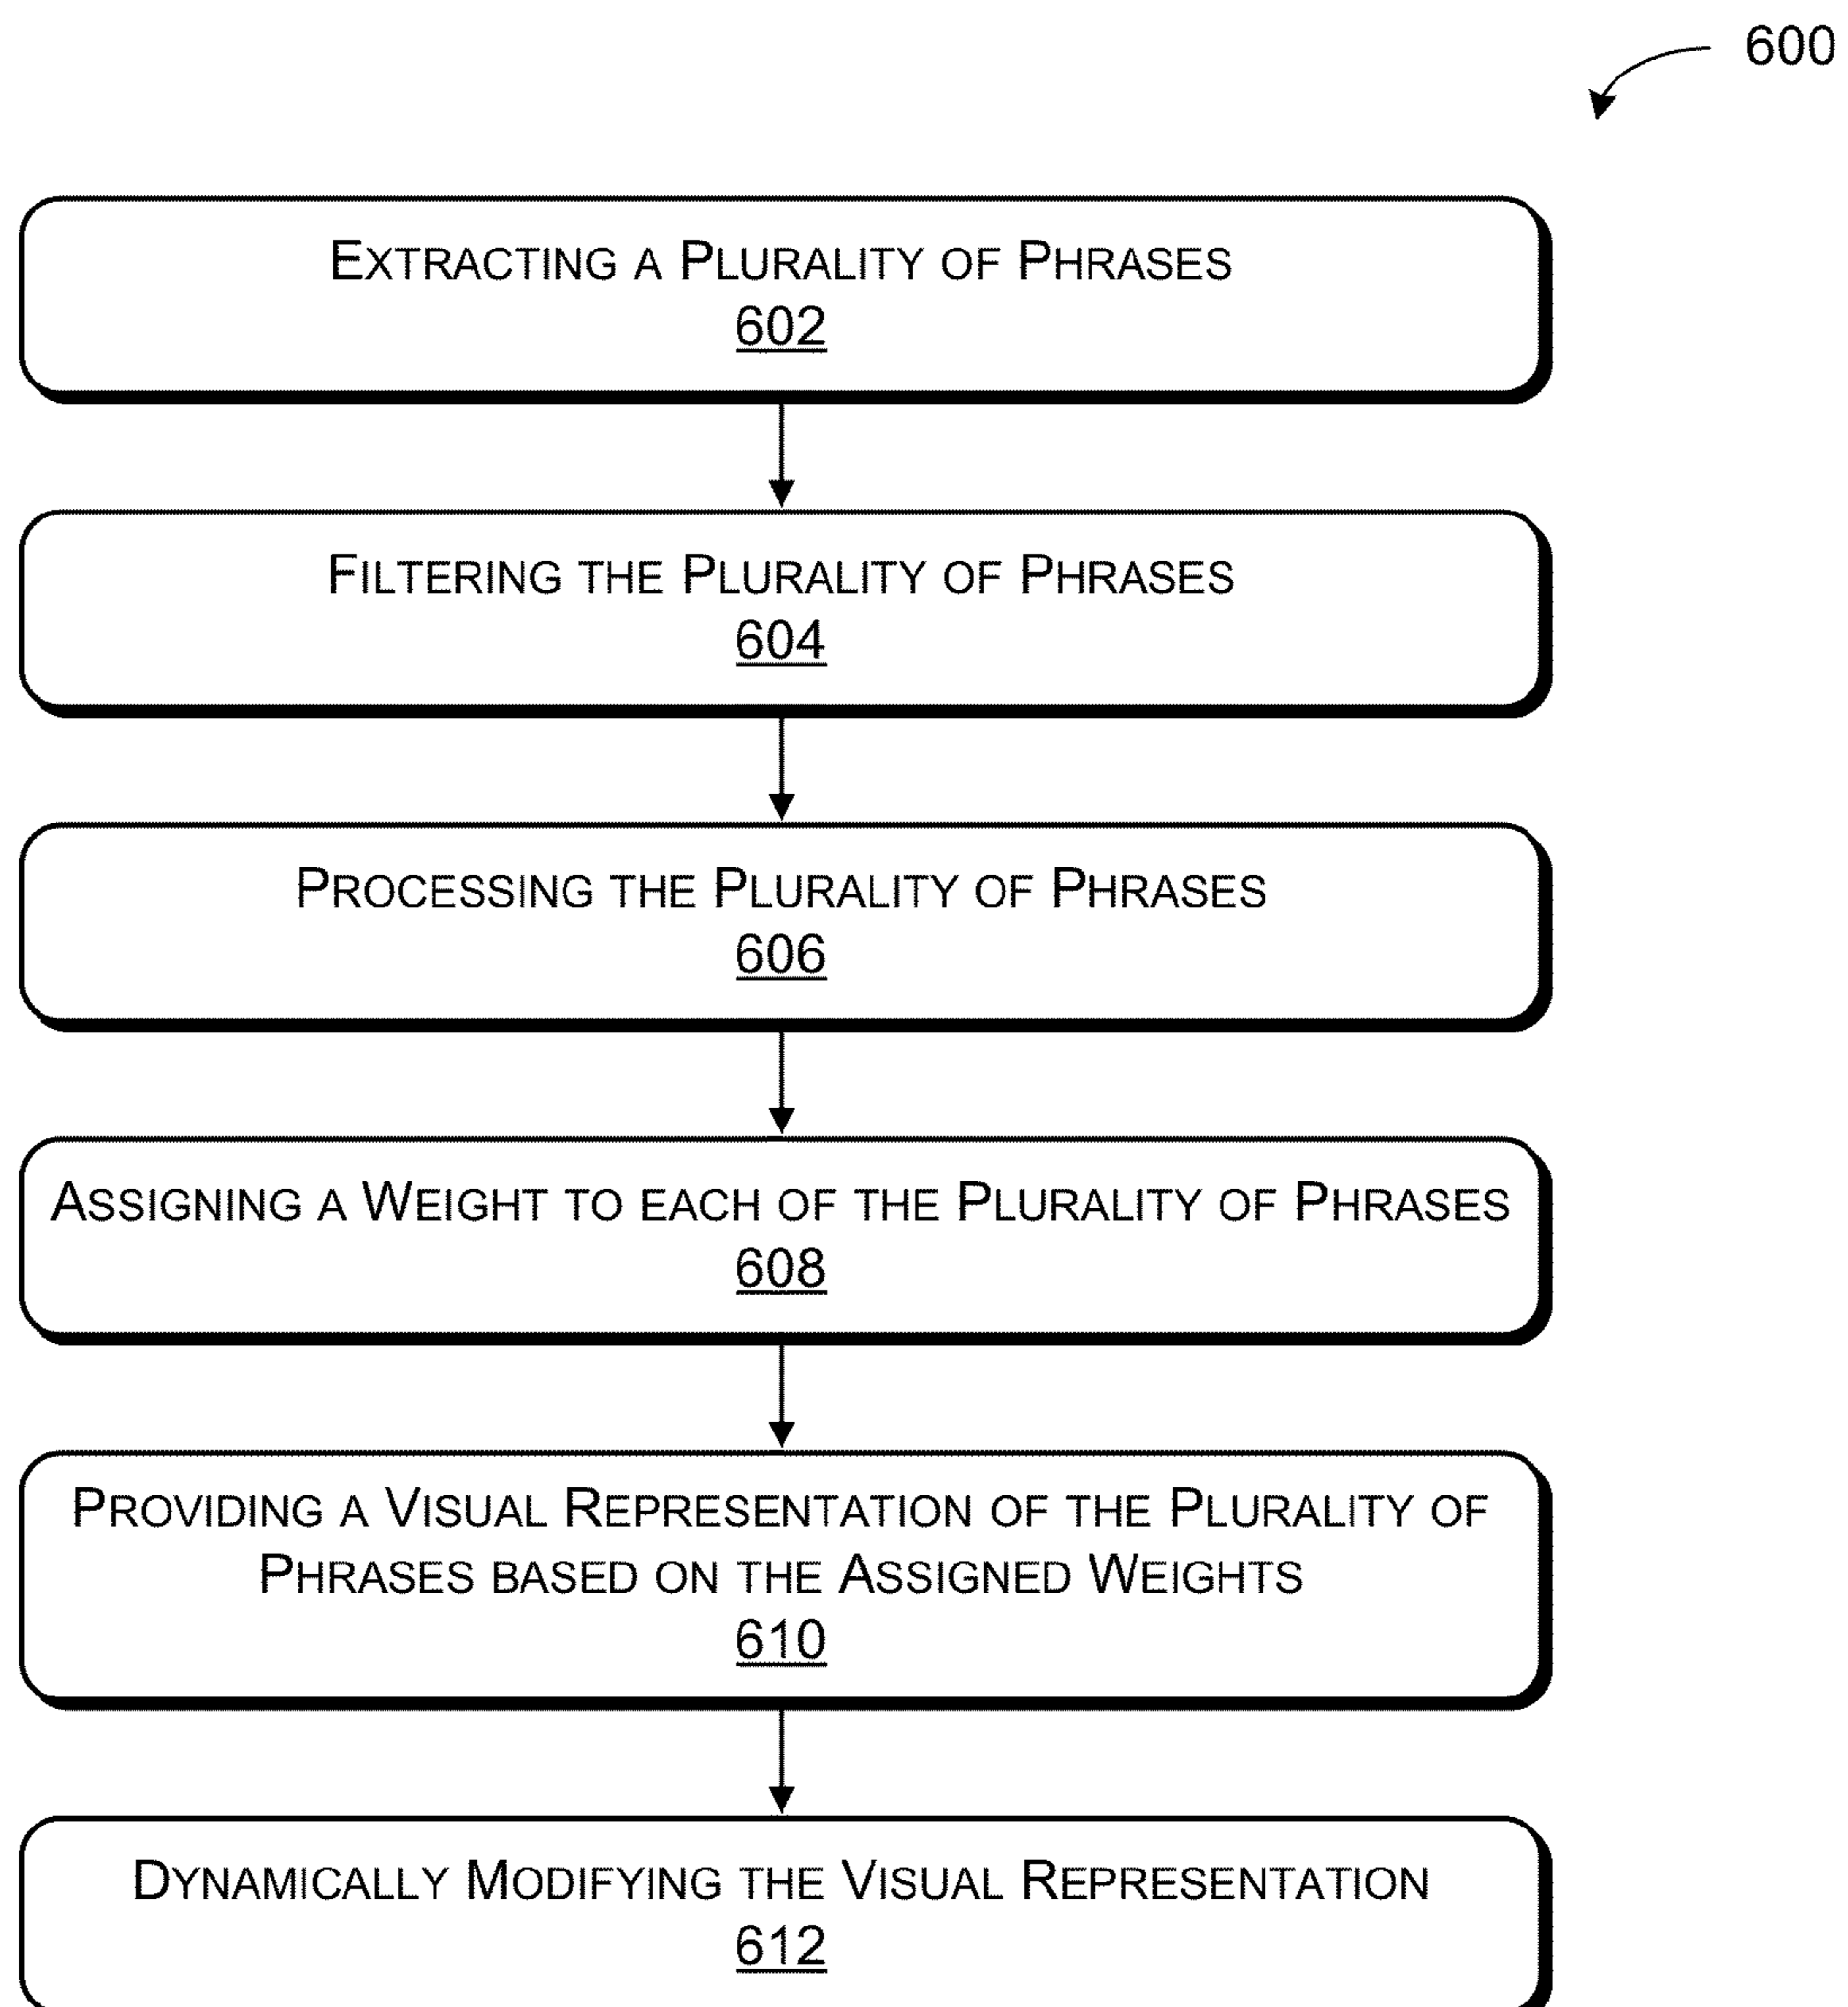 600
EXTRACTING A PLURALITY OF PHRASES
602
FILTERING THE PLURALITY OF PHRASES
604
PROCESSING THE PLURALITY OF PHRASES
606
ASSIGNING A WEIGHT TO EACH OF THE PLURALITY OF PHRASES
608
PROVIDING A VISUAL REPRESENTATION OF THE PLURALITY OF
PHRASES BASED ON THE ASSIGNED WEIGHTS
610
DYNAMICALLY MODIFYING THE VISUAL REPRESENTATION
612